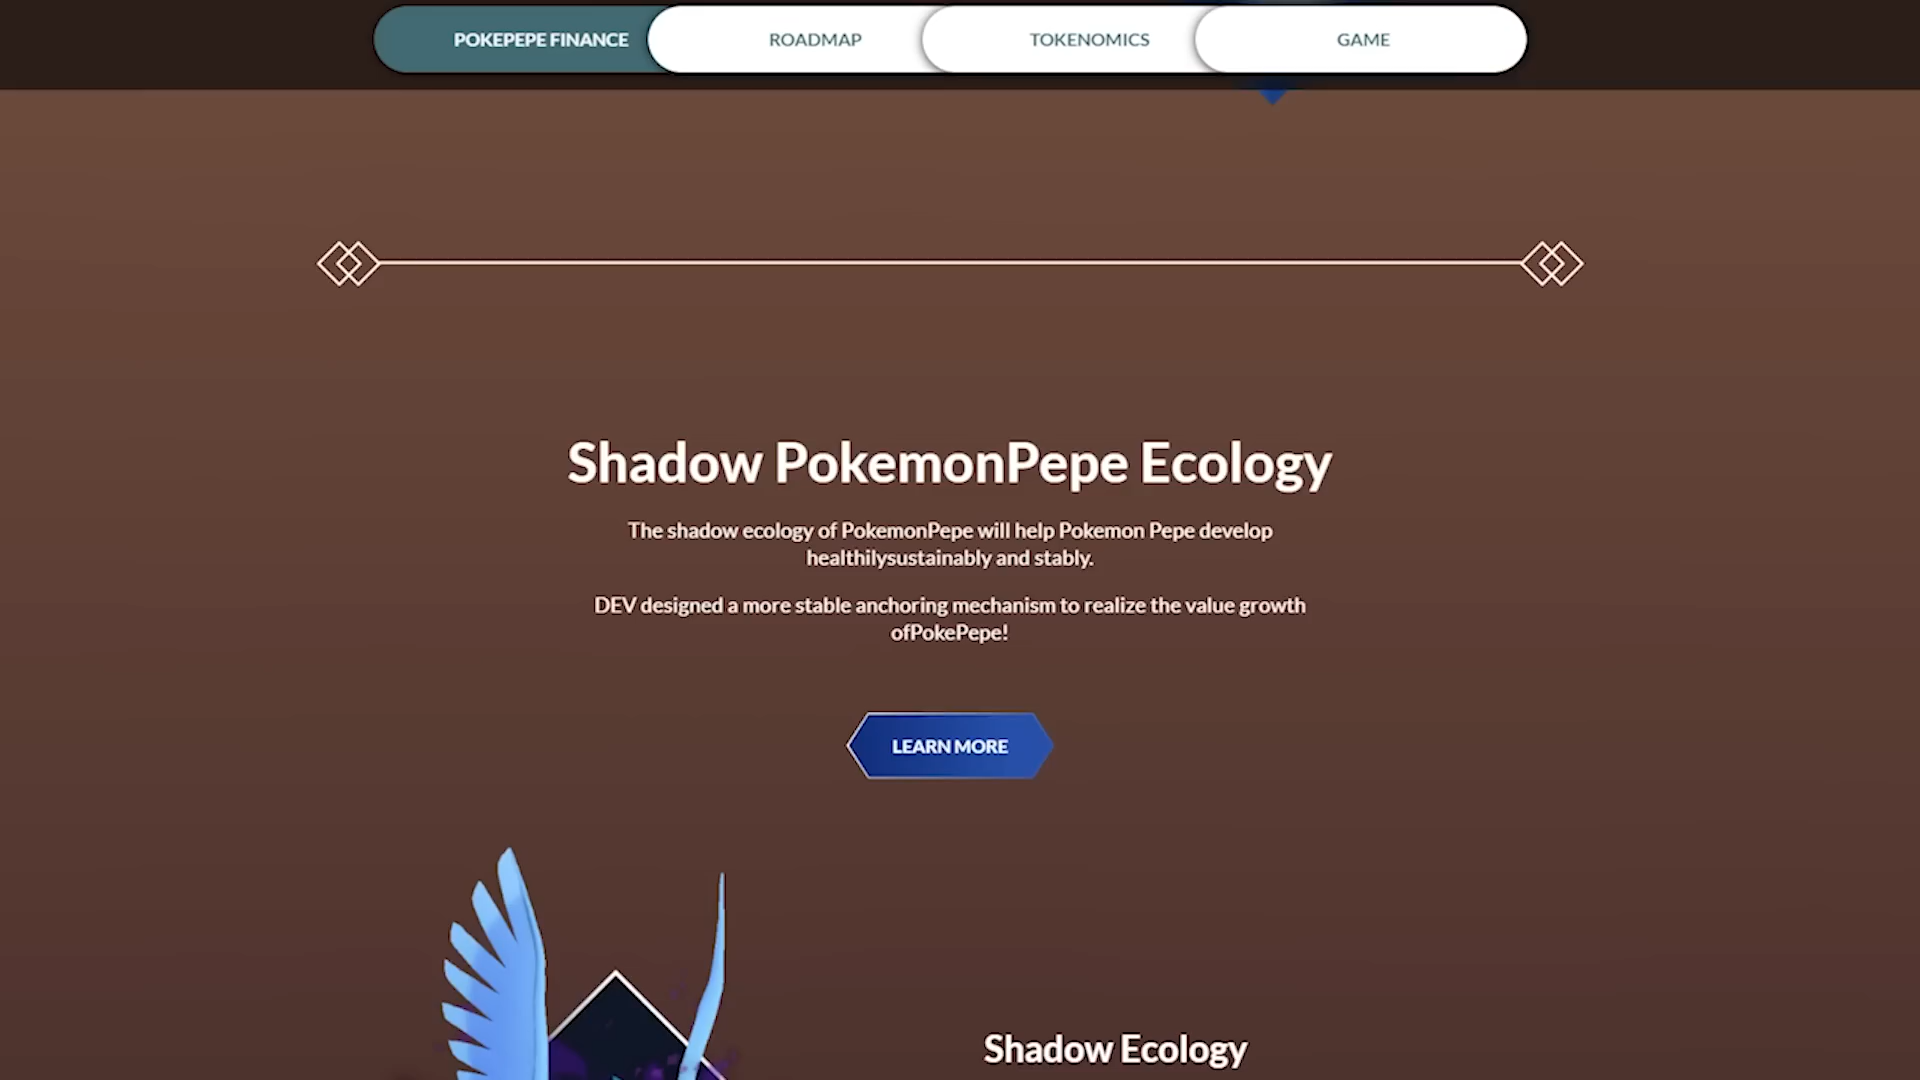 POKEPEPE FINANCE
ROADMAP
TOKENOMICS
GAME
Shadow PokemonPepe Ecology
The shadow ecology of PokemonPepe will help Pokemon Pepe develop
healthilysustainably and stably.
DEV designed a more stable anchoring mechanism to realize the value growth
ofPokePepe!
LEARN MORE
Shadow Ecology